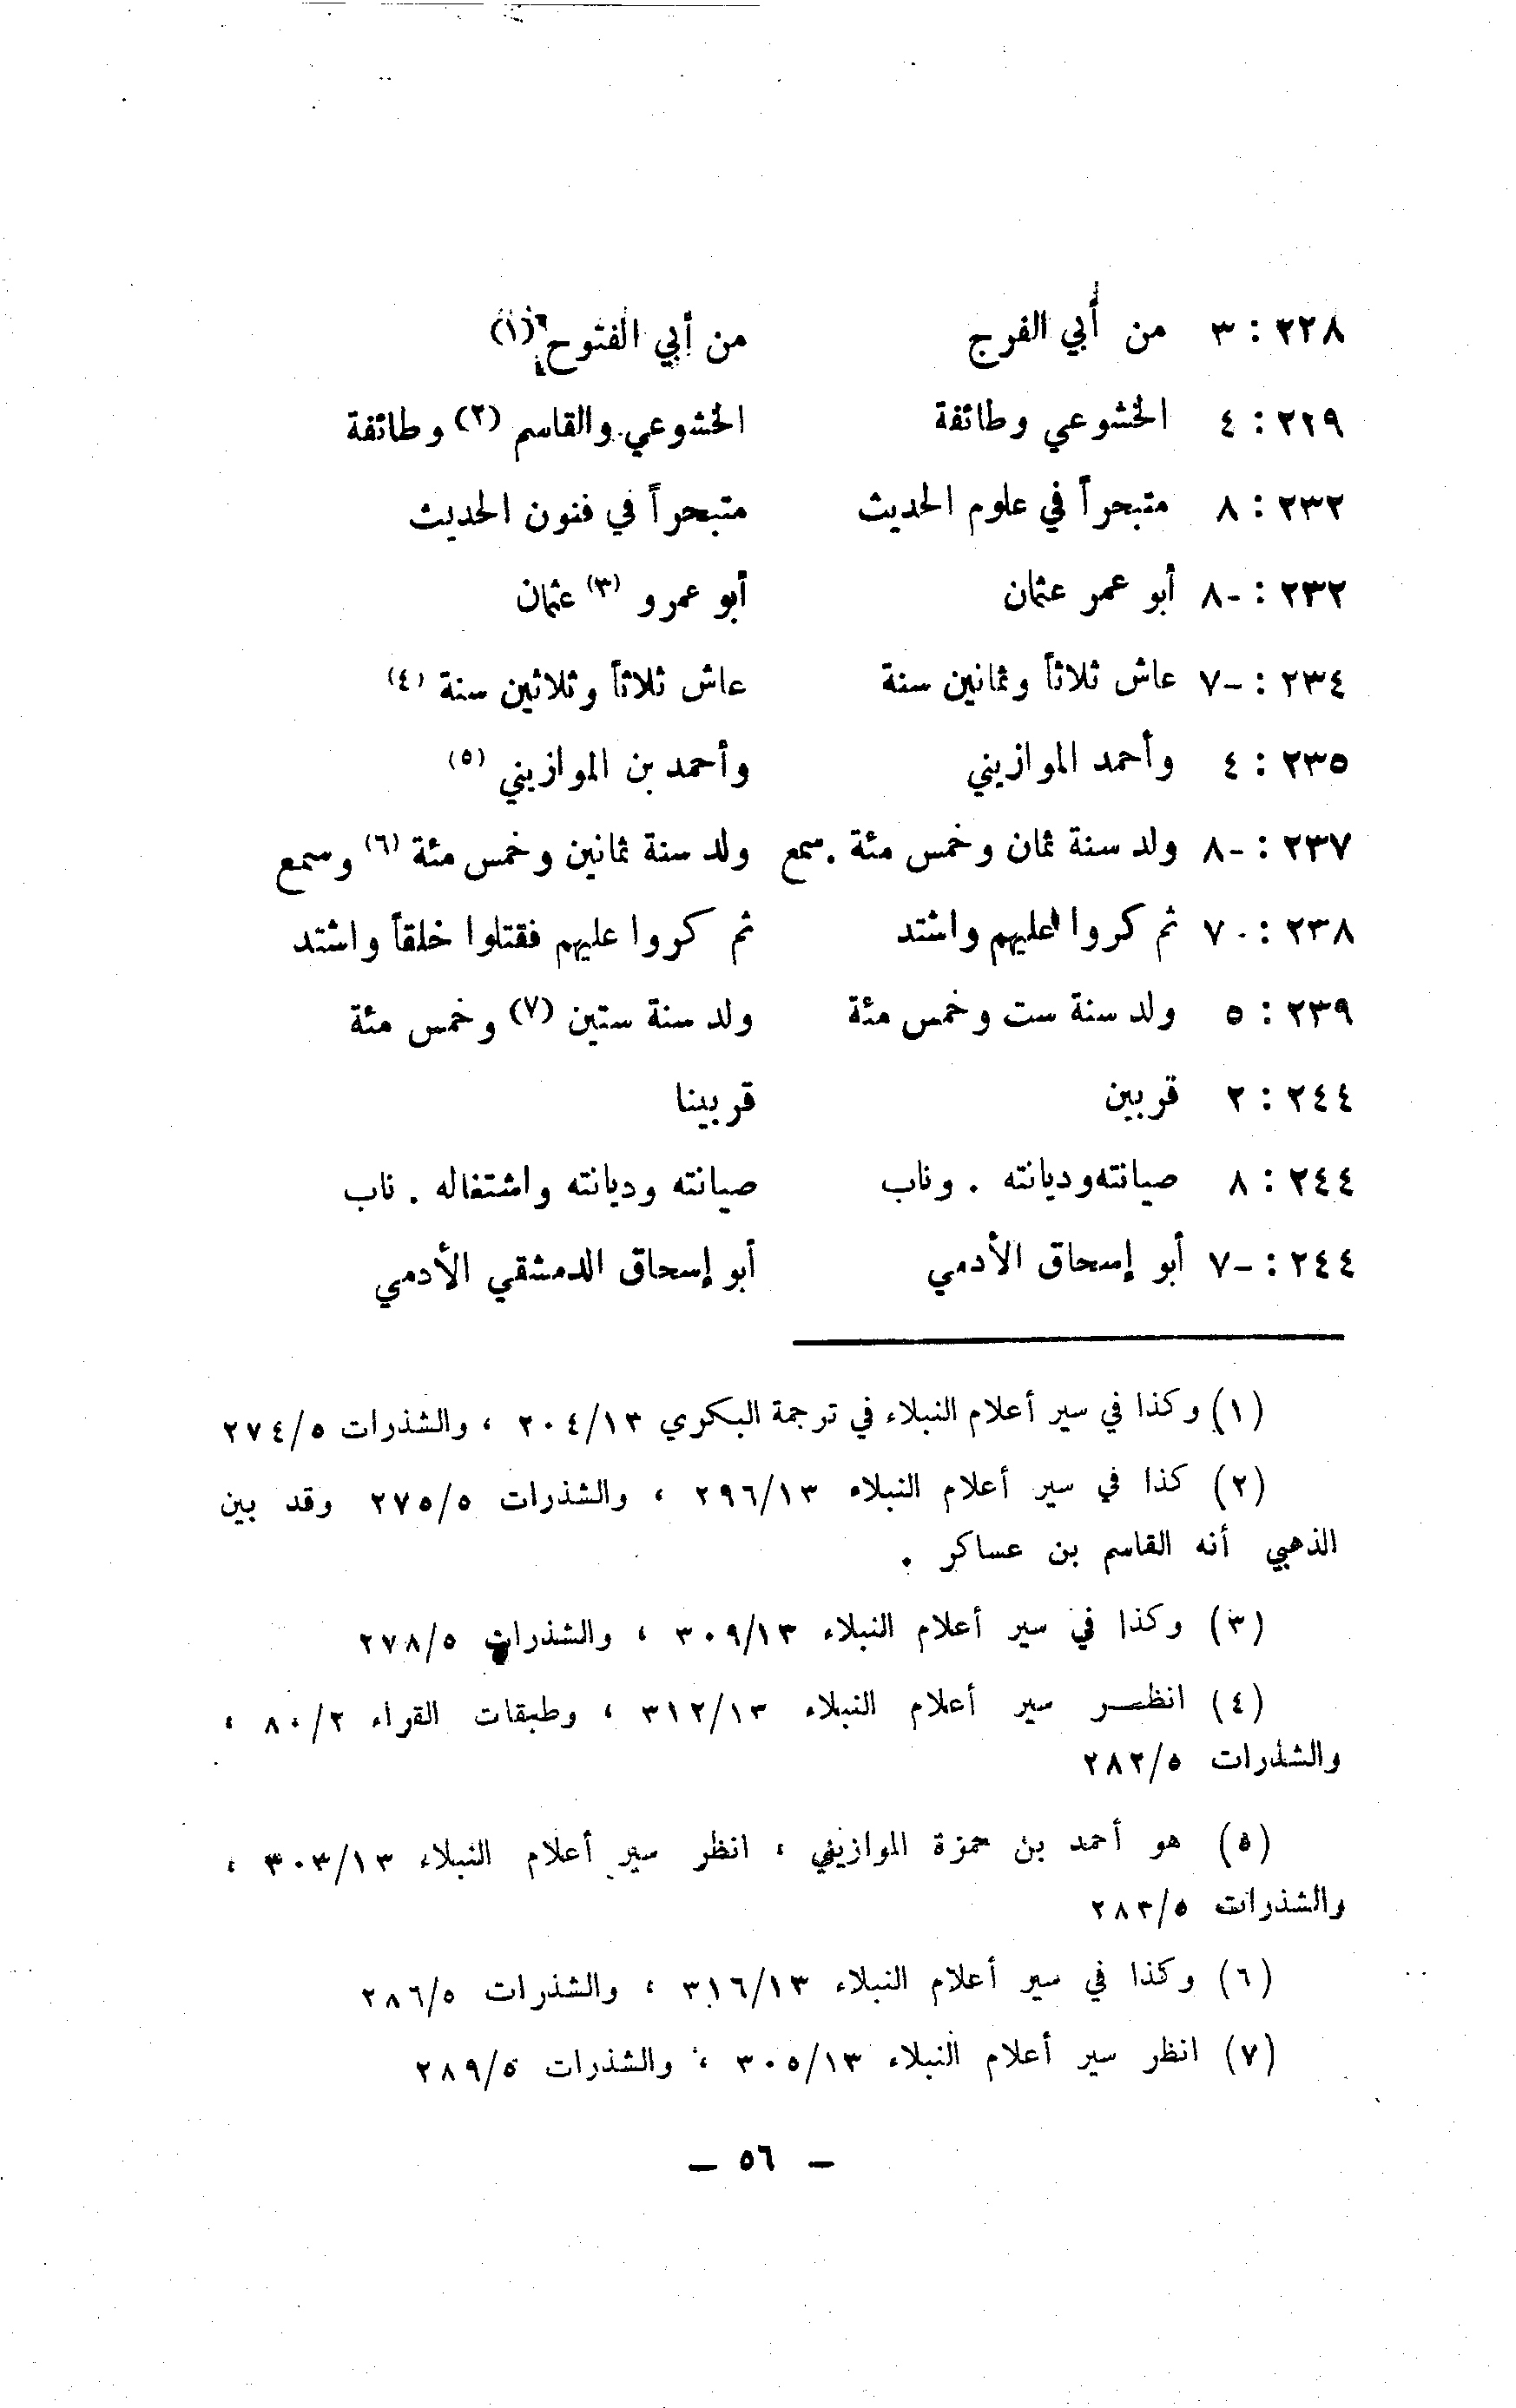 ٢٢٨ : ٣ من أبي الفرج من أبي الفتوح (١)
٢٢٩ : ٤ الخشوعي وطائفة الخشوعي والقاسم (٢) وطائفة
٢٣٢ : ٨ متبحراً في علوم الحديث متبحراً في فنون الحديث
٢٣٢ : -٨ أبو عمر عثمان أبو عمرو (٣) عثمان
٢٣٤ : -٧ عاش ثلاثاً وثمانين سنة عاش ثلاثاً وثلاثين سنة (٤)
٢٣٥ : ٤ وأحمد الموازيني وأحمد بن الموازيني (٥)
٢٣٧ : -٨ ولد سنة ثمان وخمس مئة . سمع ولد سنة ثمانين وخمس مئة (٦) وسمع
٢٣٨ : -٧ ثم كروا عليهم واشتد ثم كروا عليهم فقتلوا خلقاً واشتد
٢٣٩ : ٥ ولد سنة ست وخمس مئة ولد سنة ستين (٧) وخمس مئة
٢٤٤ : ٢ قربين قربينا
٢٤٤ : ٨ صيانته وديانته . وناب صيانته وديانته واشتغاله . ناب
٢٤٤ : -٧ أبو إسحاق الأدمي أبو إسحاق الدمشقي الأدمي
(١) وكذا في سير أعلام النبلاء في ترجمة البكري ٢٠٤/١٣ ، والشذرات ٢٧٤/٥
(٢) كذا في سير أعلام النبلاء ٢٩٦/١٣ ، والشذرات ٢٧٥/٥ وقد بين
الذهبي أنه القاسم بن عساكر .
(٣) وكذا في سير أعلام النبلاء ٣٠٩/١٣ ، والشذرات ٢٧٨/٥
(٤) انظر سير أعلام النبلاء ٣١٢/١٣ ، وطبقات القراء ٨٠/٢ ،
والشذرات ٢٨٢/٥
(٥) هو أحمد بن حمزة الموازيني ، انظر سير أعلام النبلاء ٣٠٣/١٣ ،
والشذرات ٢٨٣/٥
(٦) وكذا في سير أعلام النبلاء ٣١٦/١٣ ، والشذرات ٢٨٦/٥
(٧) انظر سير أعلام النبلاء ٣٠٥/١٣ ، والشذرات ٢٨٩/٥
– ٥٦ –